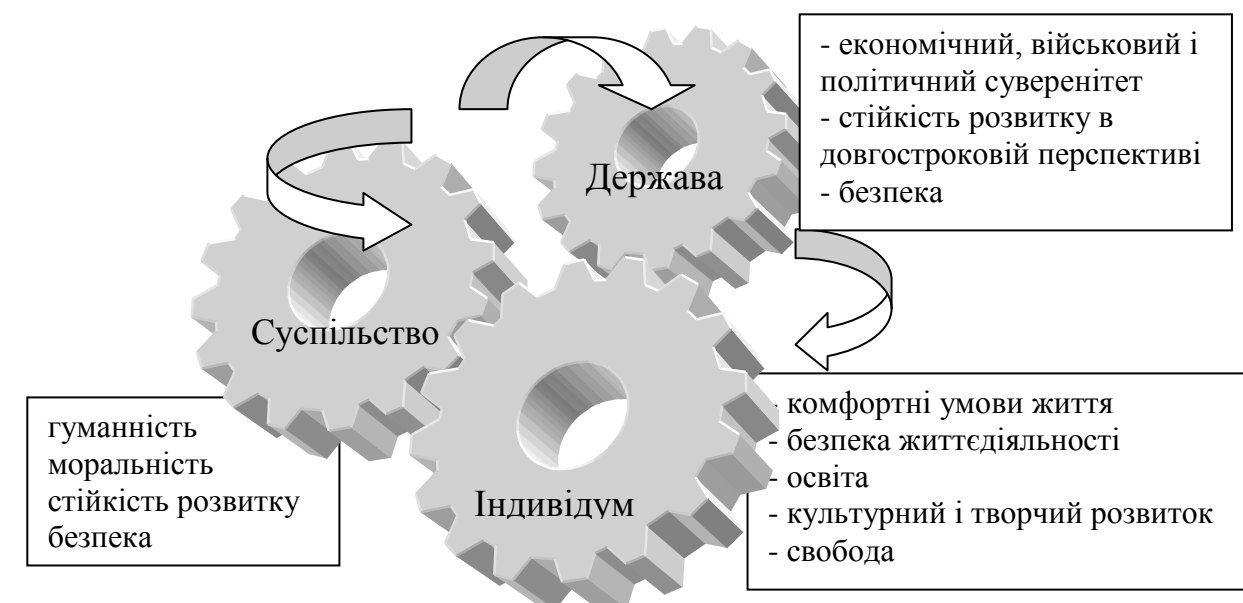 - економічний, військовий і
політичний суверенітет
- стійкість розвитку в
довгостроковій перспективі
- безпека
Держава
Суспільство
гуманність
моральність
стійкість розвитку
безпека
Індивідум
- комфортні умови життя
- безпека життєдіяльності
- освіта
- культурний і творчий розвиток
- свобода